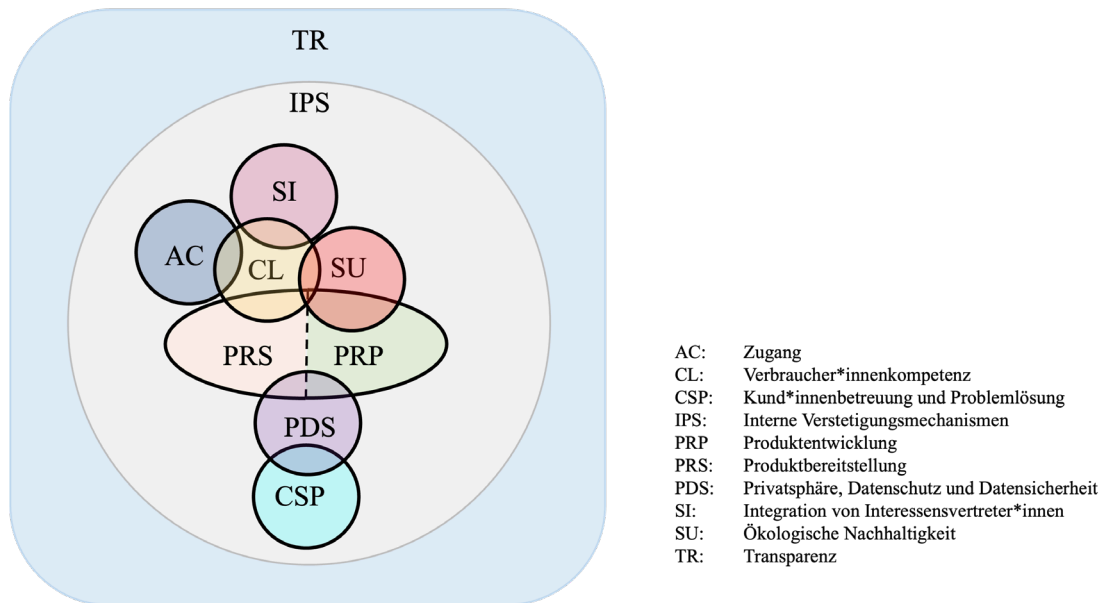 TR
IPS
SI
AC
CL
SU
PRS
PRP
PDS
CSP
AC: Zugang
CL: Verbraucher*innenkompetenz
CSP: Kund*innenbetreuung und Problemlösung
IPS: Interne Verstetigungsmechanismen
PRP Produktentwicklung
PRS: Produktbereitstellung
PDS: Privatsphäre, Datenschutz und Datensicherheit
SI: Integration von Interessensvertreter*innen
SU: Ökologische Nachhaltigkeit
TR: Transparenz